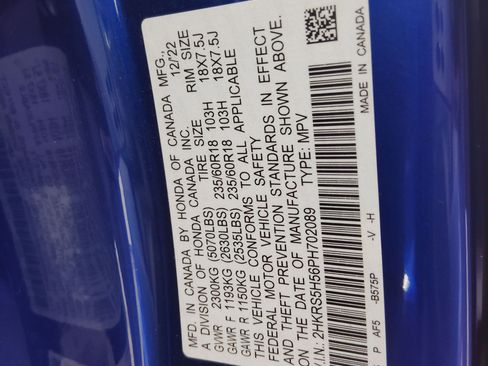 MFD. IN CANADA BY HONDA OF CANADA MFG., 12/22
A DIVISION OF HONDA CANADA INC.
TIRE SIZE RIM SIZE
GVWR 2300KG (5070LBS)
GAWR F 1193KG (2630LBS) 235/60R18 103H 18X7.5J
GAWR R 1150KG (2535LBS) 235/60R18 103H 18X7.5J
THIS VEHICLE CONFORMS TO ALL APPLICABLE
FEDERAL MOTOR VEHICLE SAFETY
AND THEFT PREVENTION STANDARDS IN EFFECT
ON THE DATE OF MANUFACTURE SHOWN ABOVE.
V.I.N.: 2HKRS5H56PH702089 TYPE: MPV
P AF5 -B575P -V -H MADE IN CANADA